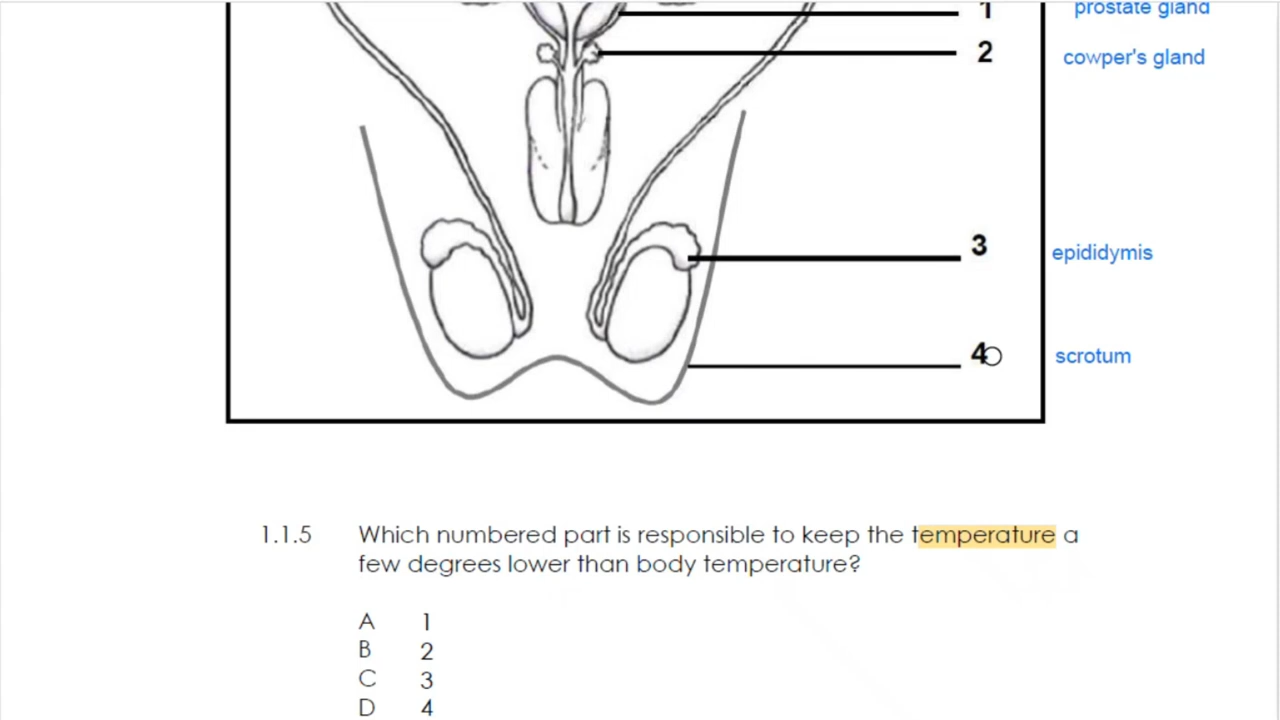 1 prostate gland
2 cowper's gland
3 epididymis
4 scrotum
1.1.5 Which numbered part is responsible to keep the temperature a
few degrees lower than body temperature?
A 1
B 2
C 3
D 4